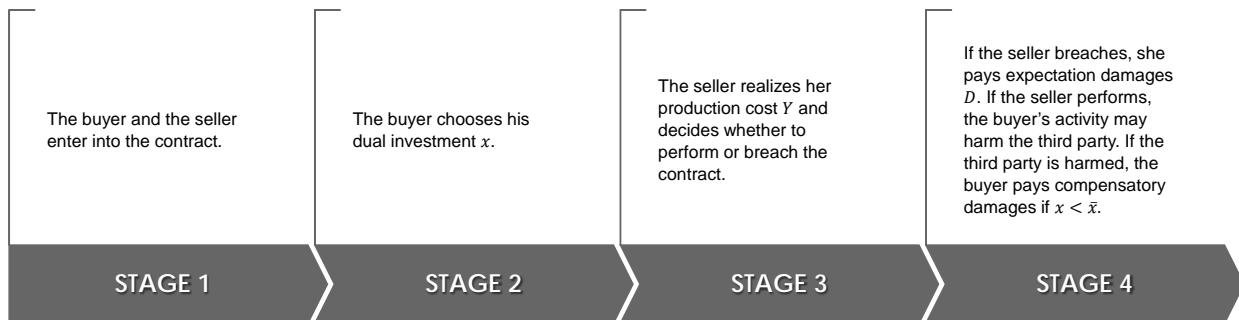 The buyer and the seller
enter into the contract.
The buyer chooses his
dual investment x.
The seller realizes her
production cost Y and
decides whether to
perform or breach the
contract.
If the seller breaches, she
pays expectation damages
D. If the seller performs,
the buyer’s activity may
harm the third party. If the
third party is harmed, the
buyer pays compensatory
damages if x < x̄.
STAGE 1
STAGE 2
STAGE 3
STAGE 4